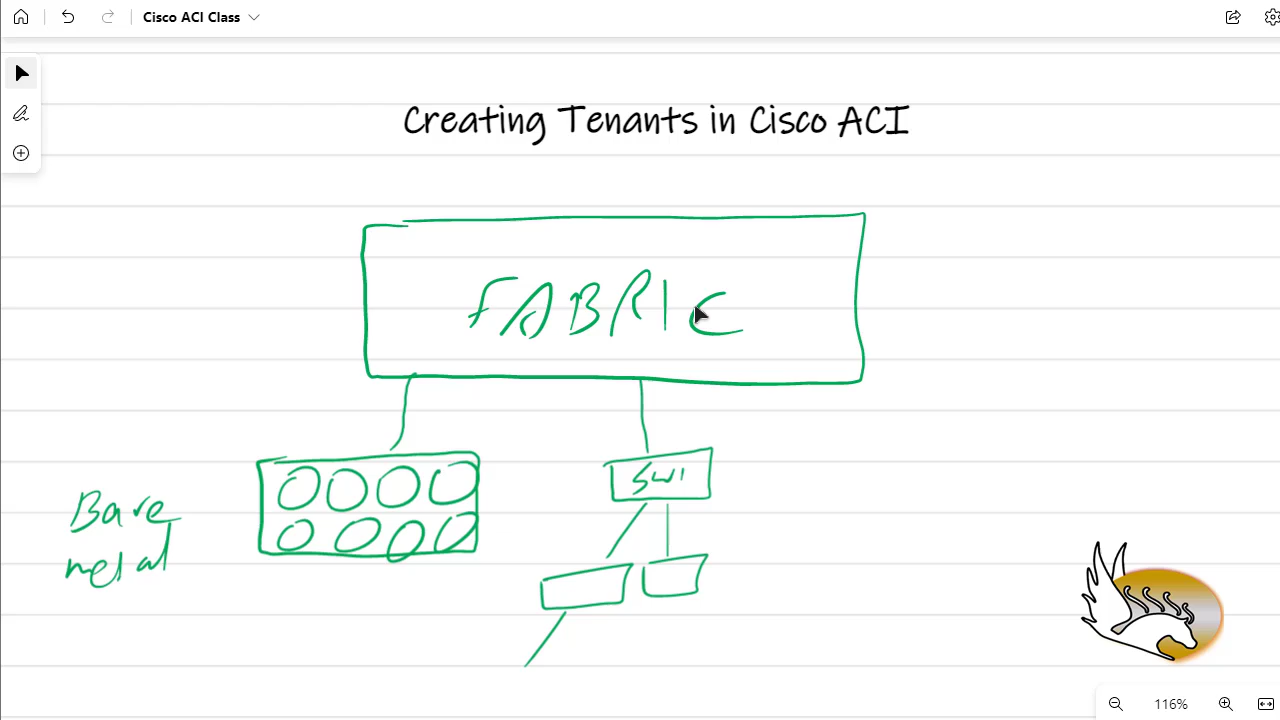 Cisco ACI Class
Creating Tenants in Cisco ACI
FABRIC
SW1
Bare
metal
116%